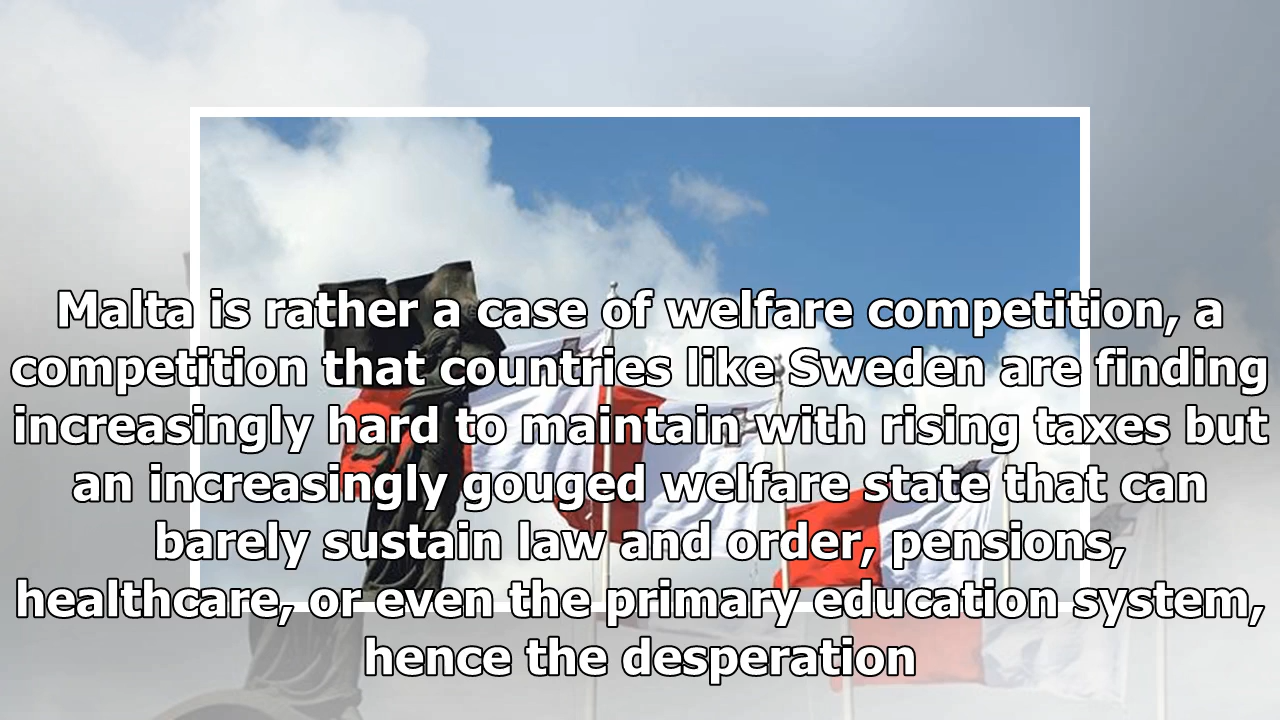 Malta is rather a case of welfare competition, a
competition that countries like Sweden are finding
increasingly hard to maintain with rising taxes but
an increasingly gouged welfare state that can
barely sustain law and order, pensions,
healthcare, or even the primary education system,
hence the desperation